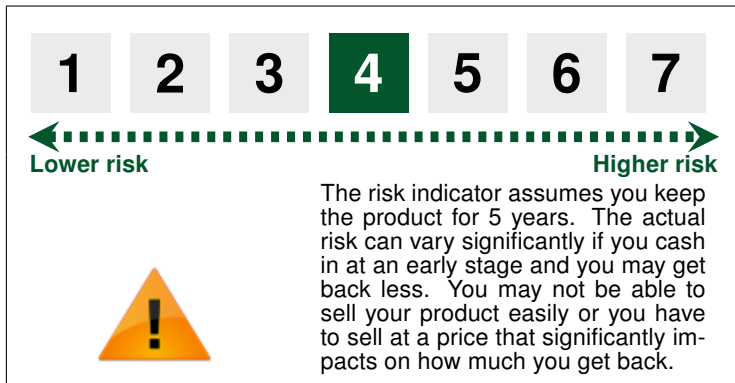 1 2 3 4 5 6 7
Lower risk Higher risk
The risk indicator assumes you keep
the product for 5 years. The actual
risk can vary significantly if you cash
in at an early stage and you may get
back less. You may not be able to
sell your product easily or you have
to sell at a price that significantly im-
pacts on how much you get back.